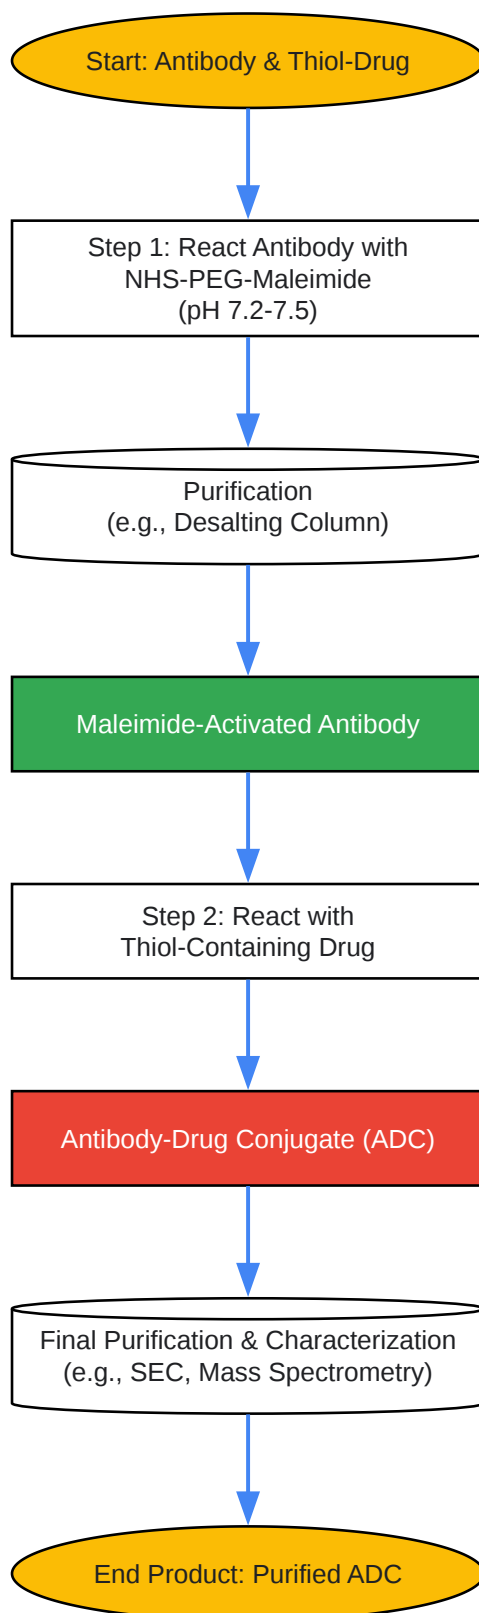 Start: Antibody & Thiol-Drug
Step 1: React Antibody with
NHS-PEG-Maleimide
(pH 7.2-7.5)
Purification
(e.g., Desalting Column)
Maleimide-Activated Antibody
Step 2: React with
Thiol-Containing Drug
Antibody-Drug Conjugate (ADC)
Final Purification & Characterization
(e.g., SEC, Mass Spectrometry)
End Product: Purified ADC